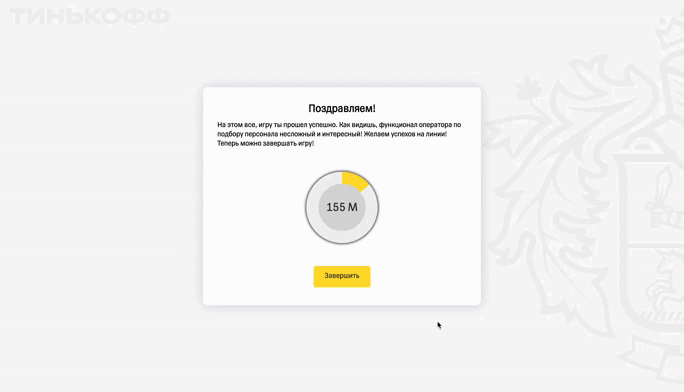 ТИНЬКОФФ
Поздравляем!
На этом все, игру ты прошел успешно. Как видишь, функционал оператора по
подбору персонала несложный и интересный! Желаем успехов на линии!
Теперь можно завершать игру!
155 М
Завершить